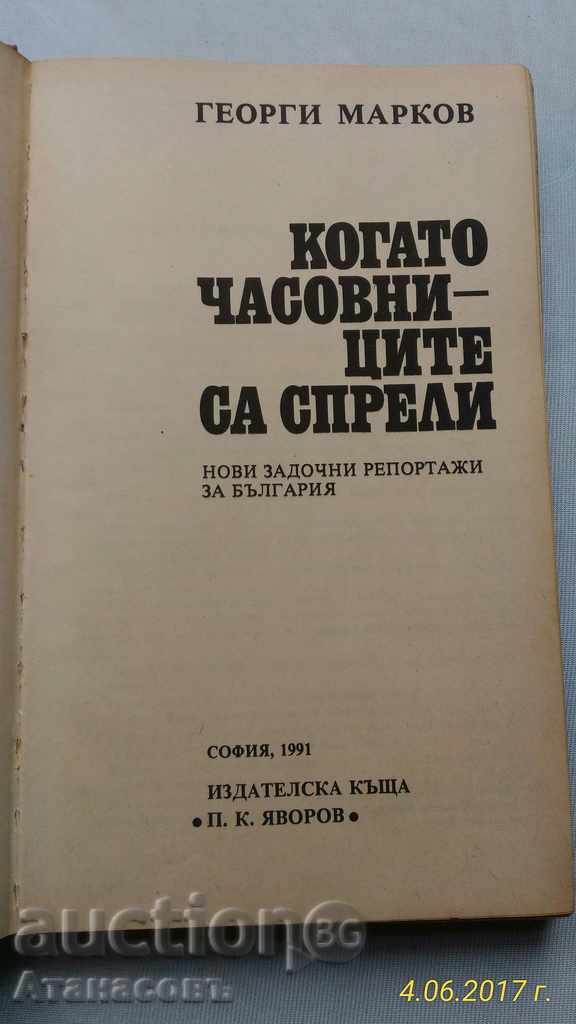 ГЕОРГИ МАРКОВ
КОГАТО
ЧАСОВНИ–
ЦИТЕ
СА СПРЕЛИ
НОВИ ЗАДОЧНИ РЕПОРТАЖИ
ЗА БЪЛГАРИЯ
СОФИЯ, 1991
ИЗДАТЕЛСКА КЪЩА
• П. К. ЯВОРОВ •
auction BG
Атанасовъ
4.06.2017 г.